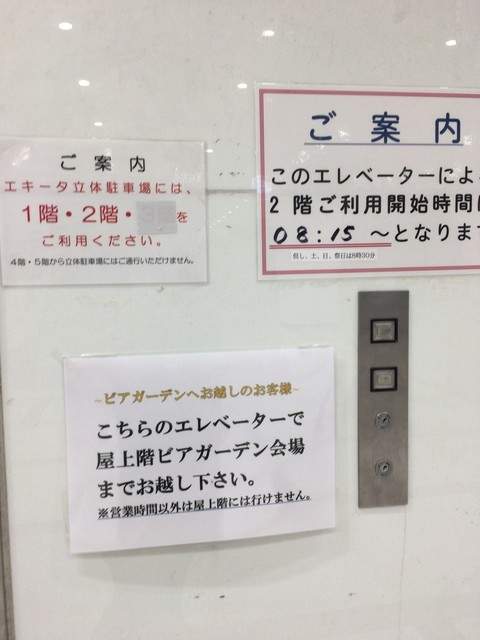 ご案内
エキータ立体駐車場には、
1階・2階・ を
ご利用ください。
4階・5階から立体駐車場にはご通行いただけません。
ご案内
このエレベーターによ
2階ご利用開始時間
08:15 ～となりま
但し、土、日、祭日は8時30分
~ビアガーデンへお越しのお客様~
こちらのエレベーターで
屋上階ビアガーデン会場
までお越し下さい。
※営業時間以外は屋上階には行けません。